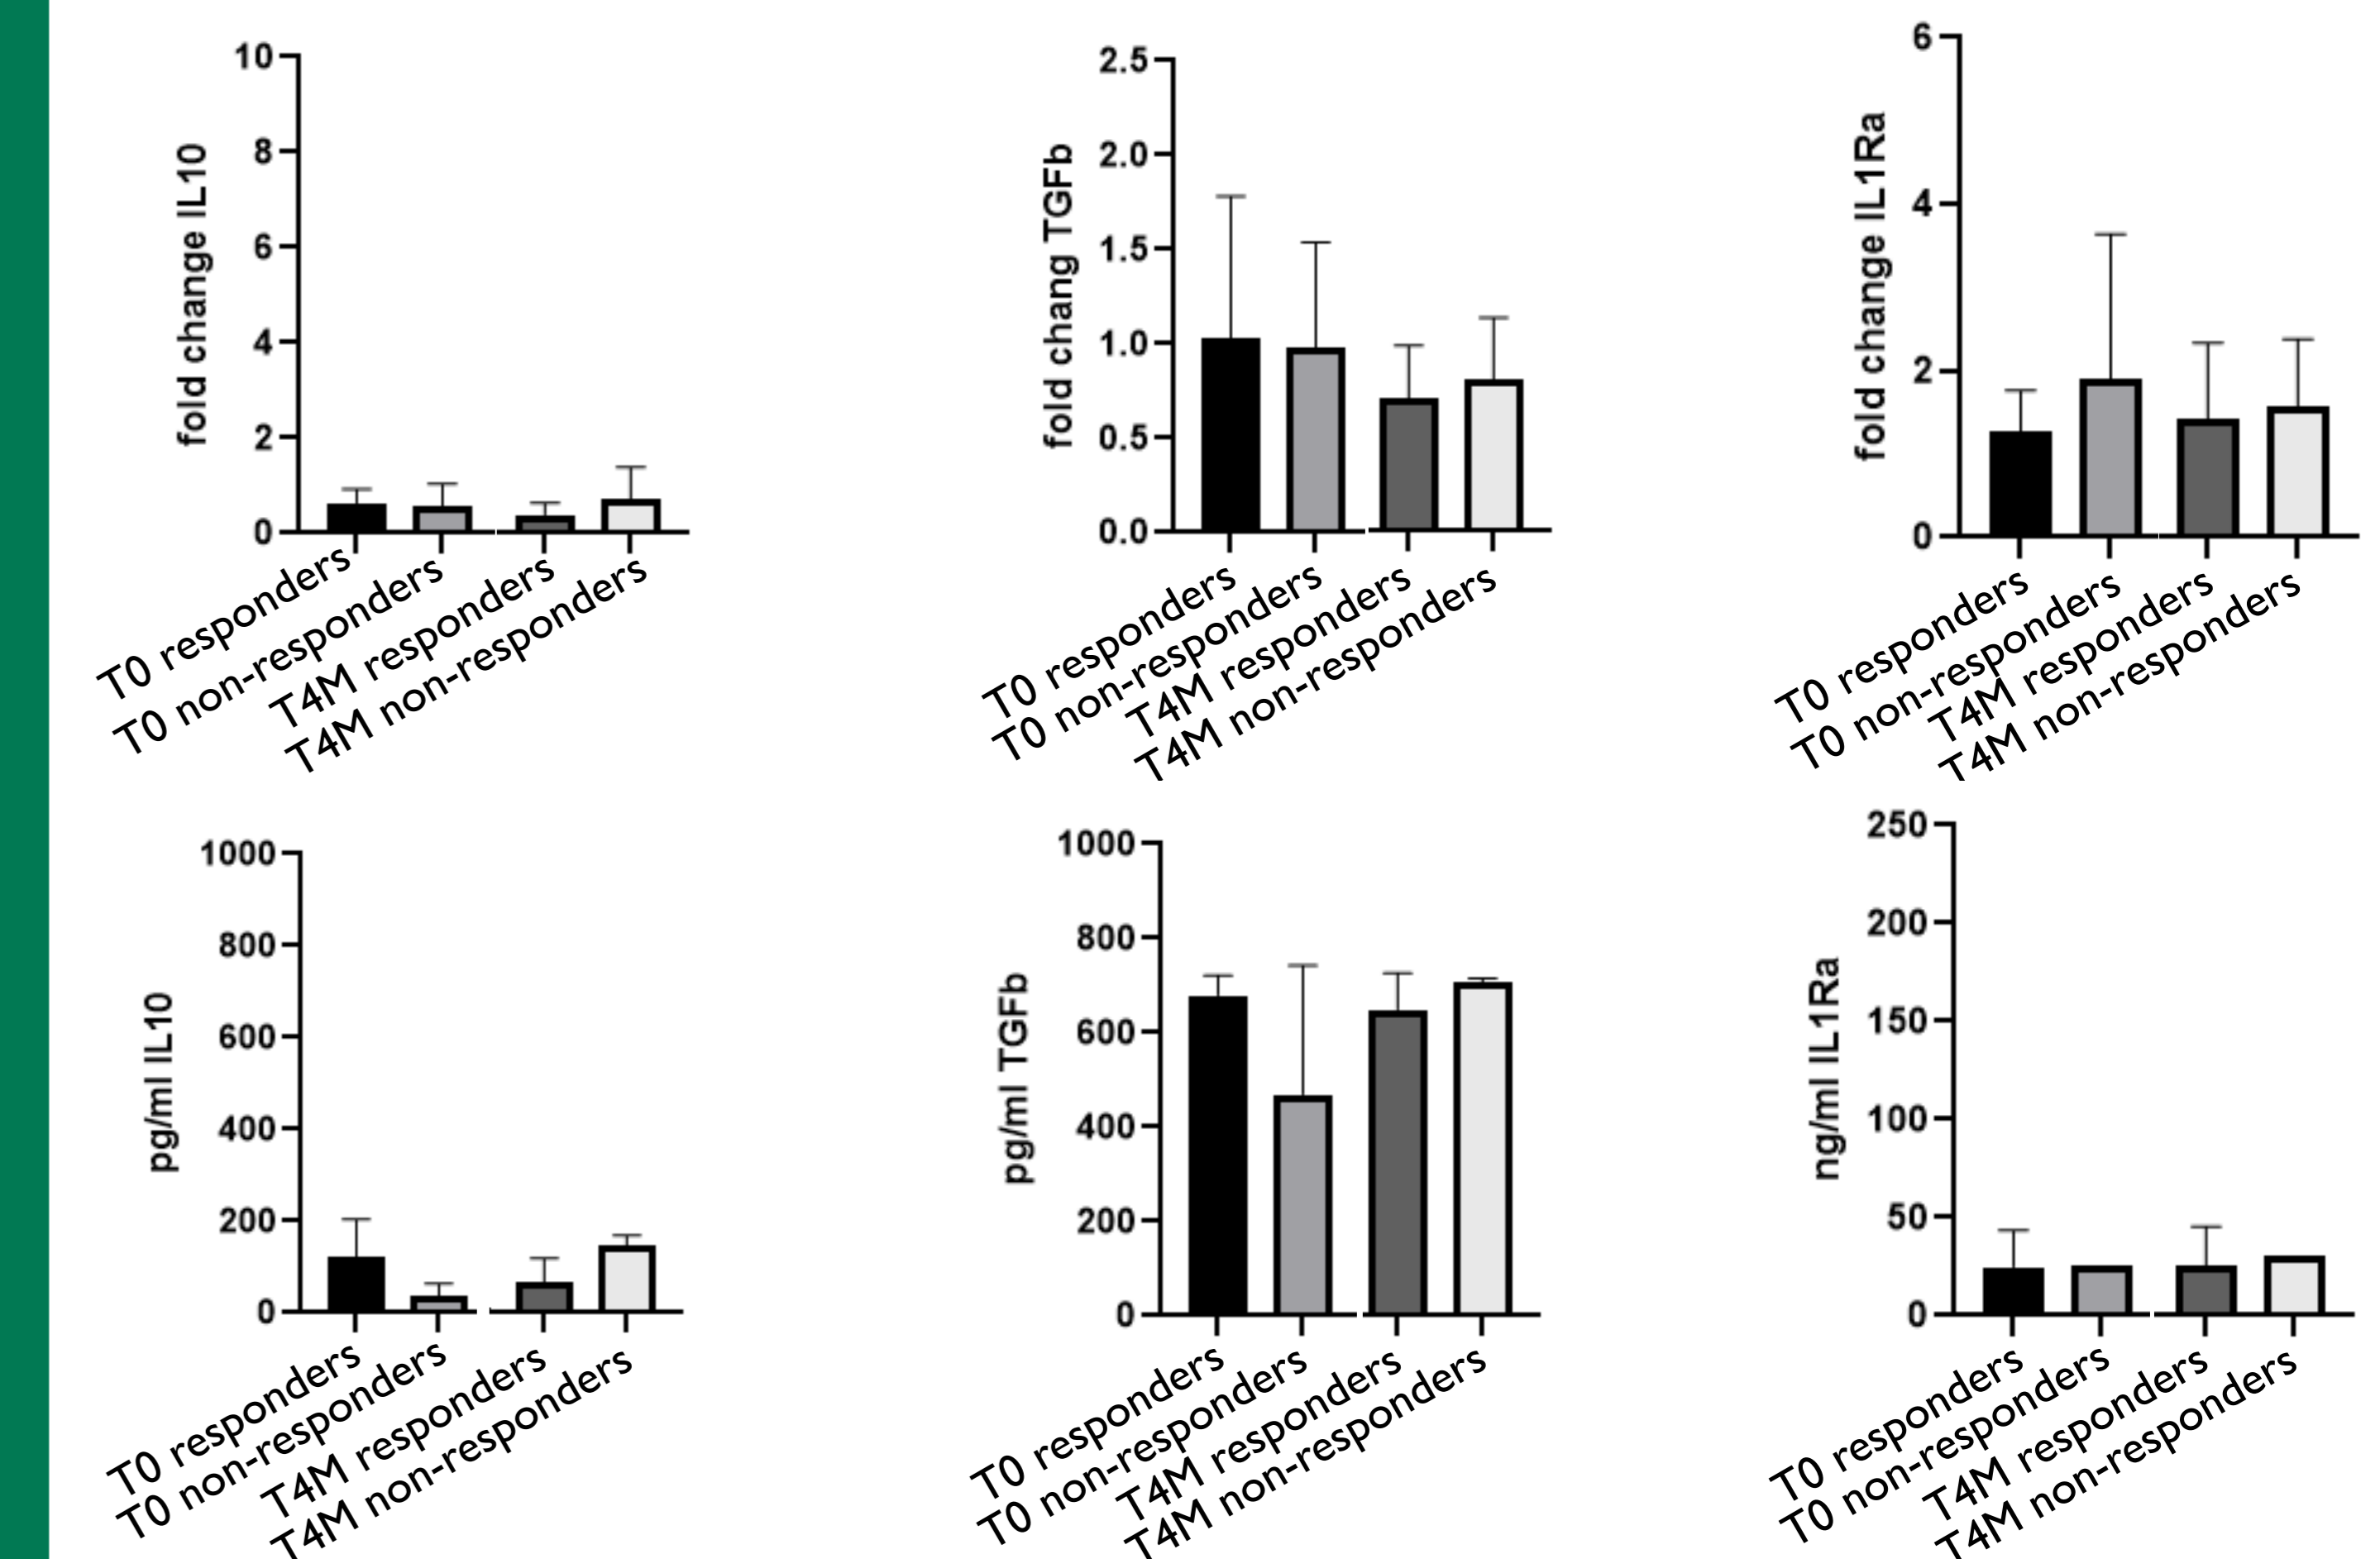 10
8
6
4
2
0
fold change IL10
T0 responders
T0 non-responders
T4M responders
T4M non-responders
2.5
2.0
1.5
1.0
0.5
0.0
fold chang TGFb
T0 responders
T0 non-responders
T4M responders
T4M non-responders
6
4
2
0
fold change IL1Ra
T0 responders
T0 non-responders
T4M responders
T4M non-responders
1000
800
600
400
200
0
pg/ml IL10
T0 responders
T0 non-responders
T4M responders
T4M non-responders
1000
800
600
400
200
0
pg/ml TGFb
T0 responders
T0 non-responders
T4M responders
T4M non-responders
250
200
150
100
50
0
ng/ml IL1Ra
T0 responders
T0 non-responders
T4M responders
T4M non-responders